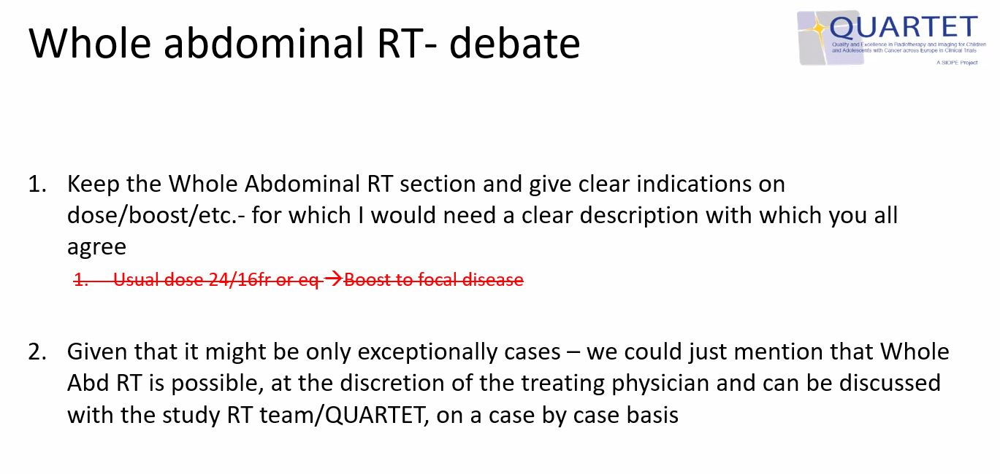 Whole abdominal RT- debate
QUARTET
Quality and Excellence in Radiotherapy and Imaging for Children
and Adolescents with Cancer across Europe in Clinical Trials
A SIOPE Project
1. Keep the Whole Abdominal RT section and give clear indications on
dose/boost/etc.- for which I would need a clear description with which you all
agree
1. Usual dose 24/16fr or eq →Boost to focal disease
2. Given that it might be only exceptionally cases – we could just mention that Whole
Abd RT is possible, at the discretion of the treating physician and can be discussed
with the study RT team/QUARTET, on a case by case basis